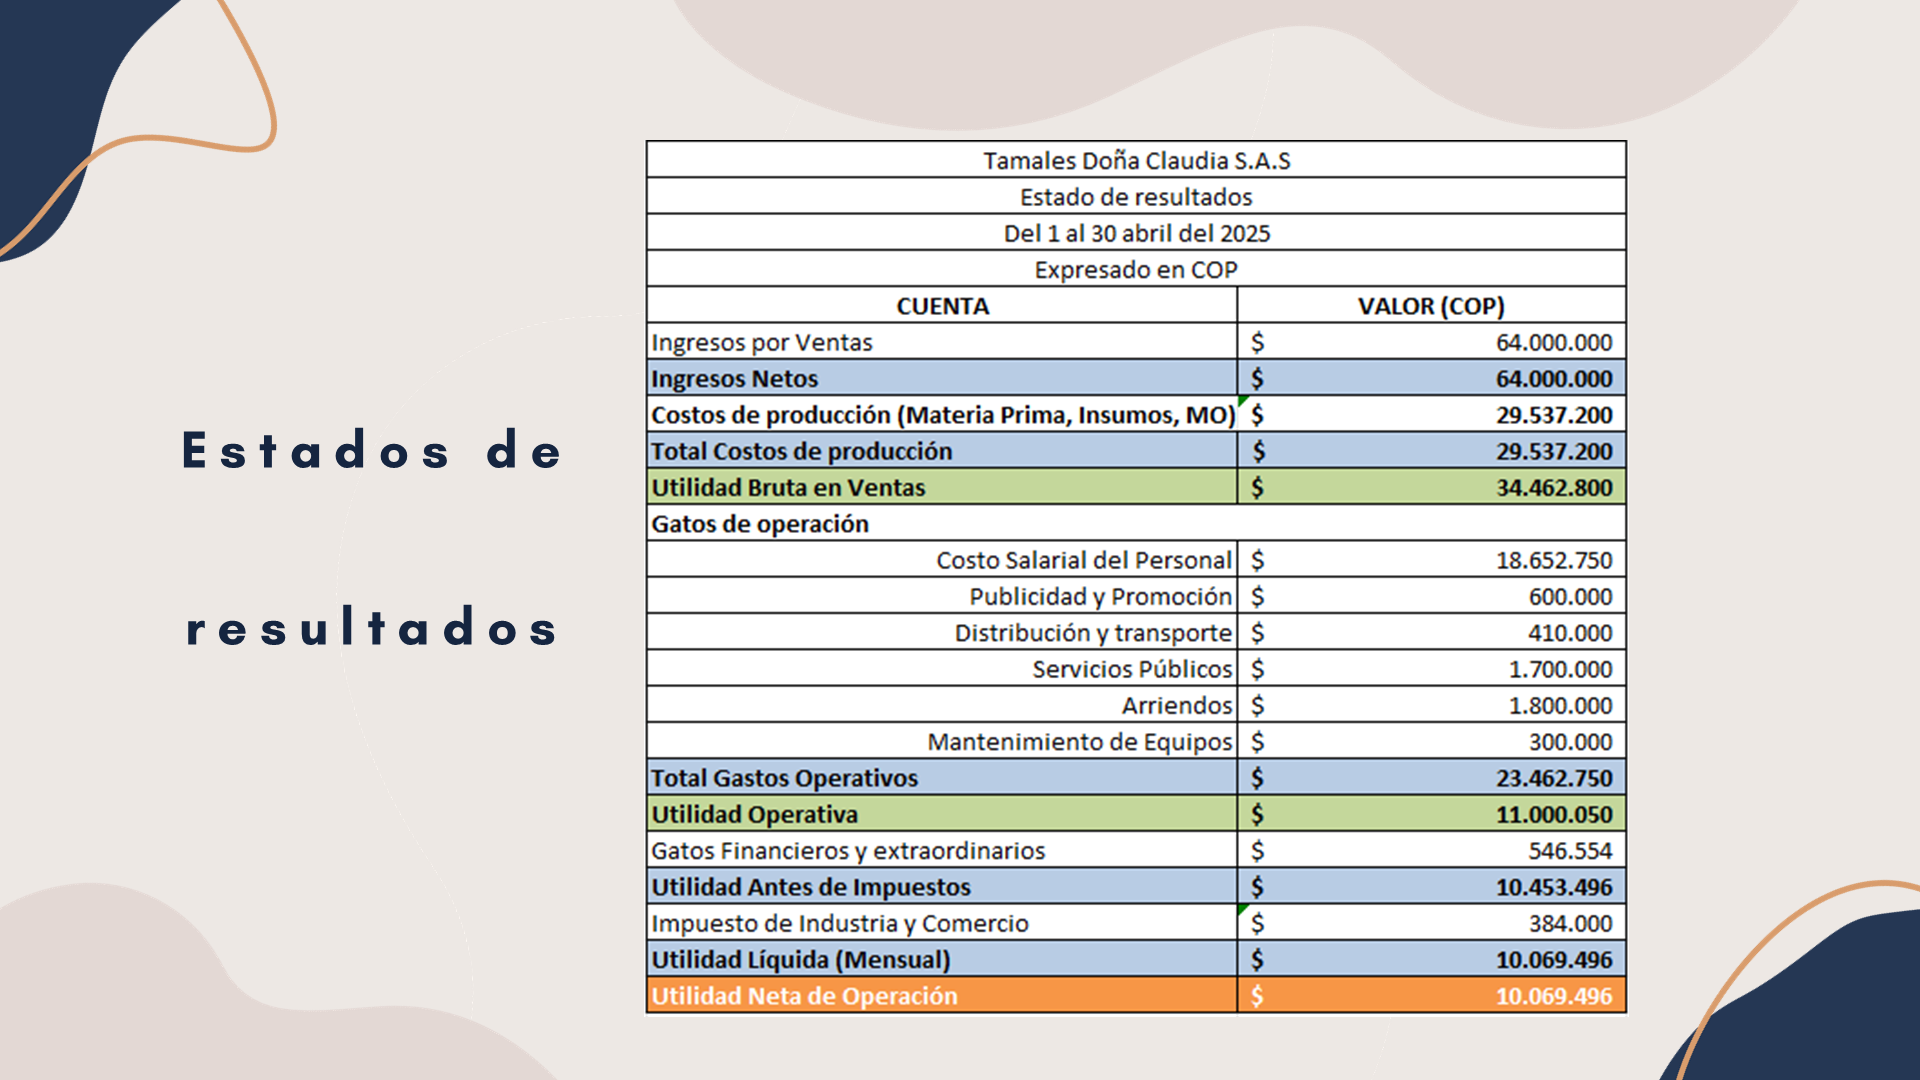 Estados de
resultados
Tamales Doña Claudia S.A.S
Estado de resultados
Del 1 al 30 abril del 2025
Expresado en COP
CUENTA VALOR (COP)
Ingresos por Ventas $ 64.000.000
Ingresos Netos $ 64.000.000
Costos de producción (Materia Prima, Insumos, MO) $ 29.537.200
Total Costos de producción $ 29.537.200
Utilidad Bruta en Ventas $ 34.462.800
Gatos de operación
Costo Salarial del Personal $ 18.652.750
Publicidad y Promoción $ 600.000
Distribución y transporte $ 410.000
Servicios Públicos $ 1.700.000
Arriendos $ 1.800.000
Mantenimiento de Equipos $ 300.000
Total Gastos Operativos $ 23.462.750
Utilidad Operativa $ 11.000.050
Gatos Financieros y extraordinarios $ 546.554
Utilidad Antes de Impuestos $ 10.453.496
Impuesto de Industria y Comercio $ 384.000
Utilidad Líquida (Mensual) $ 10.069.496
Utilidad Neta de Operación $ 10.069.496